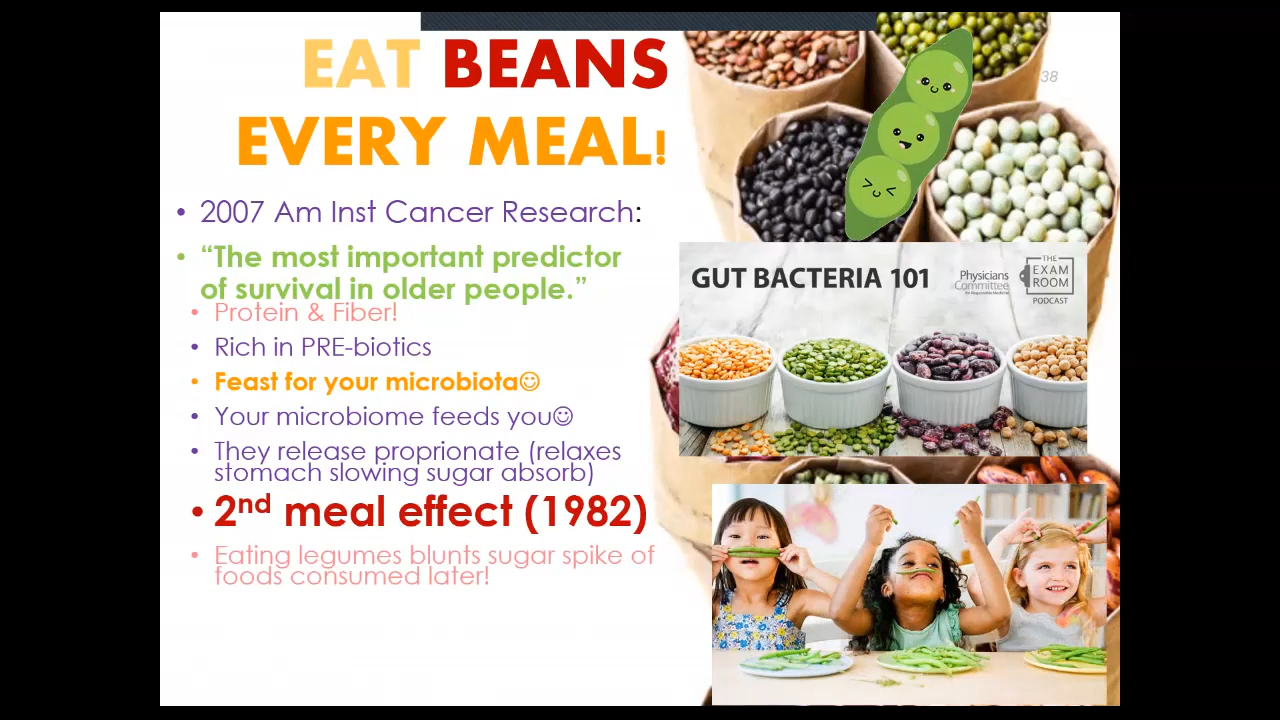 EAT BEANS
EVERY MEAL!
38
• 2007 Am Inst Cancer Research:
• “The most important predictor
of survival in older people.”
• Protein & Fiber!
• Rich in PRE-biotics
• Feast for your microbiota☺
• Your microbiome feeds you☺
• They release proprionate (relaxes
stomach slowing sugar absorb)
• 2nd meal effect (1982)
• Eating legumes blunts sugar spike of
foods consumed later!
GUT BACTERIA 101
Physicians
Committee
THE
EXAM
ROOM
PODCAST